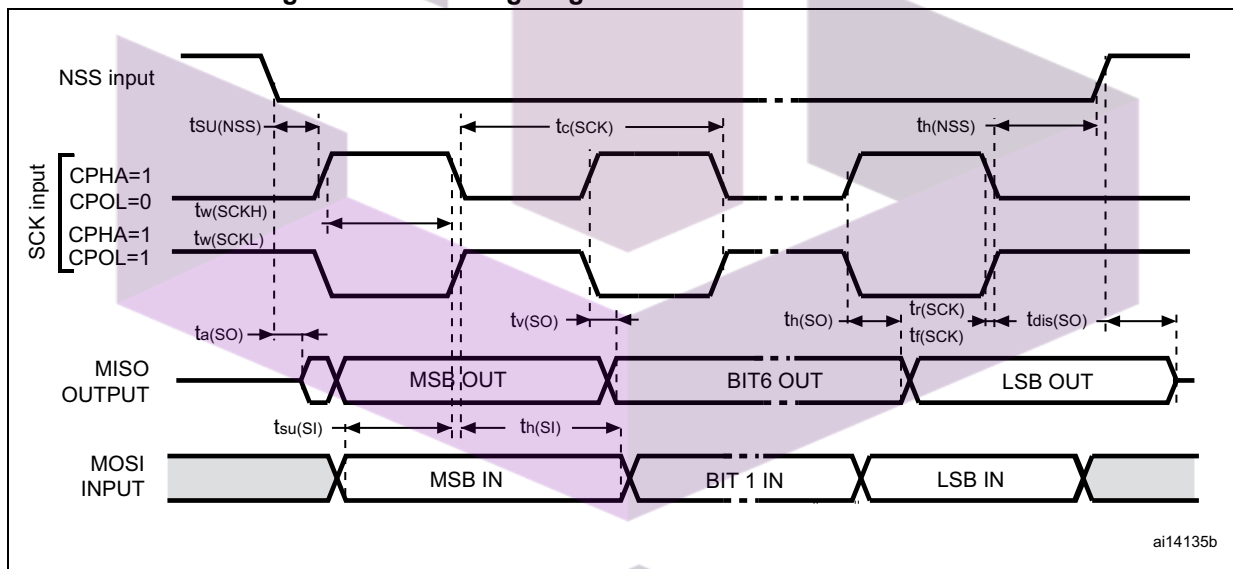 NSS input
tSU(NSS)
tc(SCK)
th(NSS)
SCK input
CPHA=1
CPOL=0
tw(SCKH)
CPHA=1
tw(SCKL)
CPOL=1
ta(SO)
tv(SO)
th(SO)
tr(SCK)
tf(SCK)
tdis(SO)
MISO
OUTPUT
MSB OUT
BIT6 OUT
LSB OUT
tsu(SI)
th(SI)
MOSI
INPUT
MSB IN
BIT 1 IN
LSB IN
ai14135b